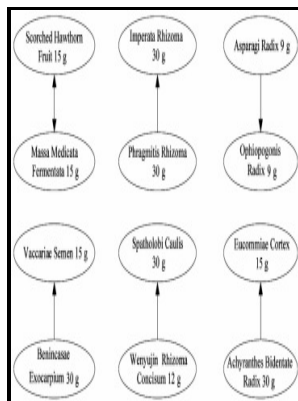 Scorched Hawthorn
Fruit 15 g
Imperata Rhizoma
30 g
Asparagi Radix 9 g
Massa Medicata
Fermentata 15 g
Phragmitis Rhizoma
30 g
Ophiopogonis
Radix 9 g
Vaccariae Semen 15 g
Spatholobi Caulis
30 g
Eucommiae Cortex
15 g
Benincasae
Exocarpium 30 g
Wenyujin Rhizoma
Concisum 12 g
Achyranthes Bidentate
Radix 30 g